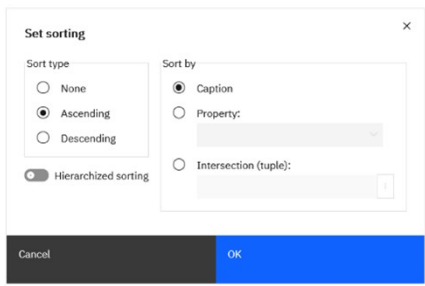 Set sorting
Sort type
None
Ascending
Descending
Hierarchized sorting
Sort by
Caption
Property:
Intersection (tuple):
Cancel
OK